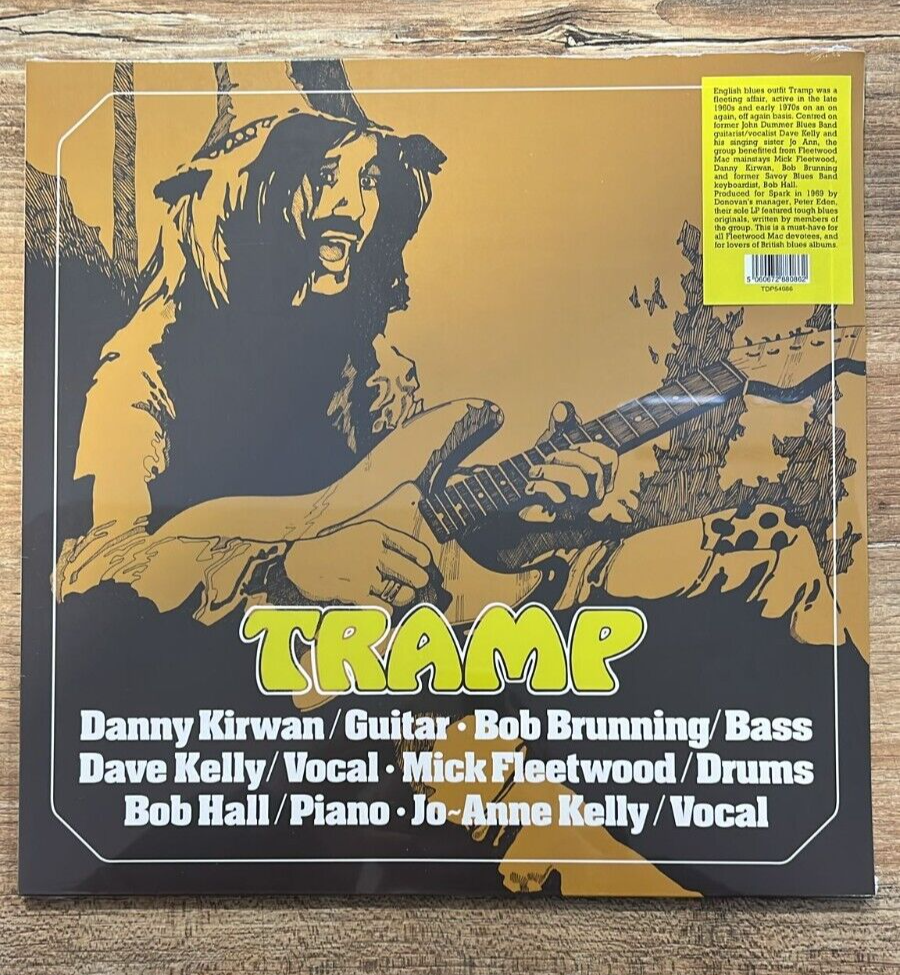 English blues outfit Tramp was a
fleeting affair, active in the late
1960s and early 1970s on an on
again, off again basis. Centred on
former John Dummer Blues Band
guitarist/vocalist Dave Kelly and
his singing sister Jo Ann, the
group benefitted from Fleetwood
Mac mainstays Mick Fleetwood,
Danny Kirwan, Bob Brunning
and former Savoy Blues Band
keyboardist, Bob Hall.
Produced for Spark in 1969 by
Donovan's manager, Peter Eden,
their sole LP featured tough blues
originals, written by members of
the group. This is a must-have for
all Fleetwood Mac devotees, and
for lovers of British blues albums.
5 060672 880862
TDP54086
TRAMP
Danny Kirwan/Guitar · Bob Brunning/Bass
Dave Kelly/Vocal · Mick Fleetwood/Drums
Bob Hall/Piano · Jo~Anne Kelly/Vocal